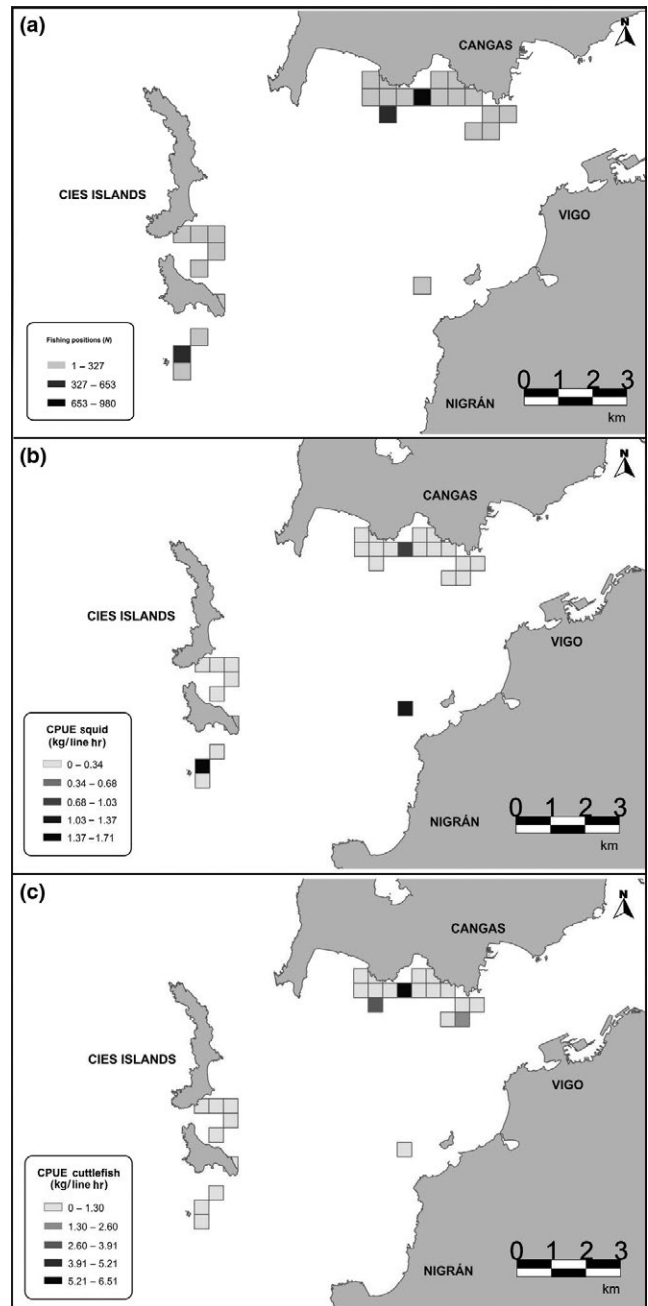 (a)
N
CANGAS
CIES ISLANDS
VIGO
Fishing positions (N)
1 – 327
327 – 653
653 – 980
NIGRÁN
0 1 2 3
km
(b)
N
CANGAS
CIES ISLANDS
VIGO
CPUE squid
(kg/line hr)
0 – 0.34
0.34 – 0.68
0.68 – 1.03
1.03 – 1.37
1.37 – 1.71
NIGRÁN
0 1 2 3
km
(c)
N
CANGAS
CIES ISLANDS
VIGO
CPUE cuttlefish
(kg/line hr)
0 – 1.30
1.30 – 2.60
2.60 – 3.91
3.91 – 5.21
5.21 – 6.51
NIGRÁN
0 1 2 3
km